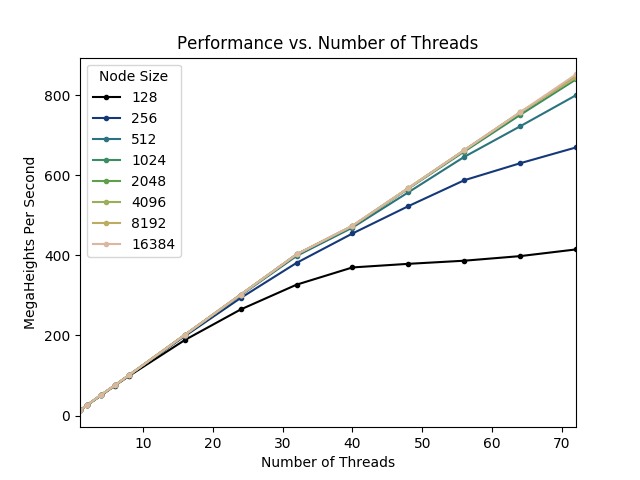 Performance vs. Number of Threads
Node Size
128
256
512
1024
2048
4096
8192
16384
MegaHeights Per Second
800
600
400
200
0
10 20 30 40 50 60 70
Number of Threads